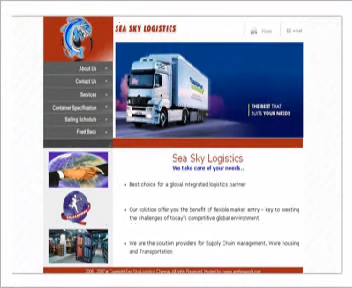 SEA SKY LOGISTICS
Home
email
About Us
Contact Us
Services
Container Specification
Sailing Schedule
Feed Back
THE BEST THAT
SUITS YOUR NEEDS
Sea Sky Logistics
We take care of your needs...
Best choice for a global integrated logistics partner
Our solution offer you the benefit of flexible market entry - key to meeting
the challenges of today's competitive global environment
We are the solution providers for Supply Chain management, Ware housing
and Transportation